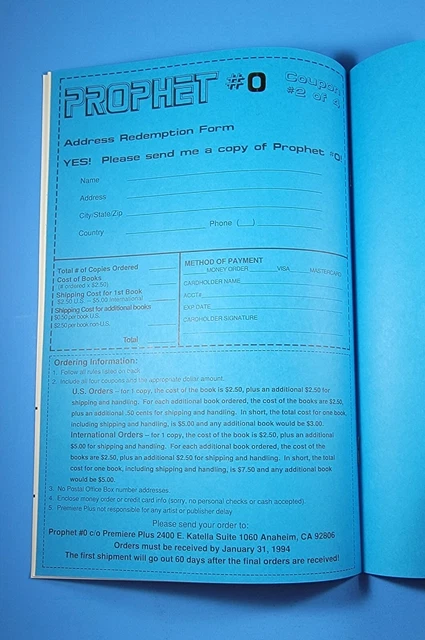 PROPHET #0
Coupon
#2 of 4
Address Redemption Form
YES! Please send me a copy of Prophet #0!
Name
Address
City/State/Zip
Phone (__)
Country
Total # of Copies Ordered
Cost of Books
(# ordered x $2.50)
Shipping Cost for 1st Book
$2.50 U.S. - $5.00 International
Shipping Cost for additional books
$0.50 per book U.S.
$2.50 per book non U.S.
Total
METHOD OF PAYMENT
MONEY ORDER VISA MASTERCARD
CARDHOLDER NAME
ACCT#
EXP. DATE
CARDHOLDER SIGNATURE
Ordering Information:
1. Follow all rules listed on back.
2. Include all four coupons and the appropriate dollar amount.
U.S. Orders -- for 1 copy, the cost of the book is $2.50, plus an additional $2.50 for
shipping and handling. For each additional book ordered, the cost of the books are $2.50,
plus an additional .50 cents for shipping and handling. In short, the total cost for one book,
including shipping and handling, is $5.00 and any additional book would be $3.00.
International Orders -- for 1 copy, the cost of the book is $2.50, plus an additional
$5.00 for shipping and handling. For each additional book ordered, the cost of the
books are $2.50, plus an additional $2.50 for shipping and handling. In short, the total
cost for one book, including shipping and handling, is $7.50 and any additional book
would be $5.00.
3. No Postal Office Box number addresses.
4. Enclose money order or credit card info (sorry, no personal checks or cash accepted).
5. Premiere Plus not responsible for any artist or publisher delay.
Please send your order to:
Prophet #0 c/o Premiere Plus 2400 E. Katella Suite 1060 Anaheim, CA 92806
Orders must be received by January 31, 1994
The first shipment will go out 60 days after the final orders are received!